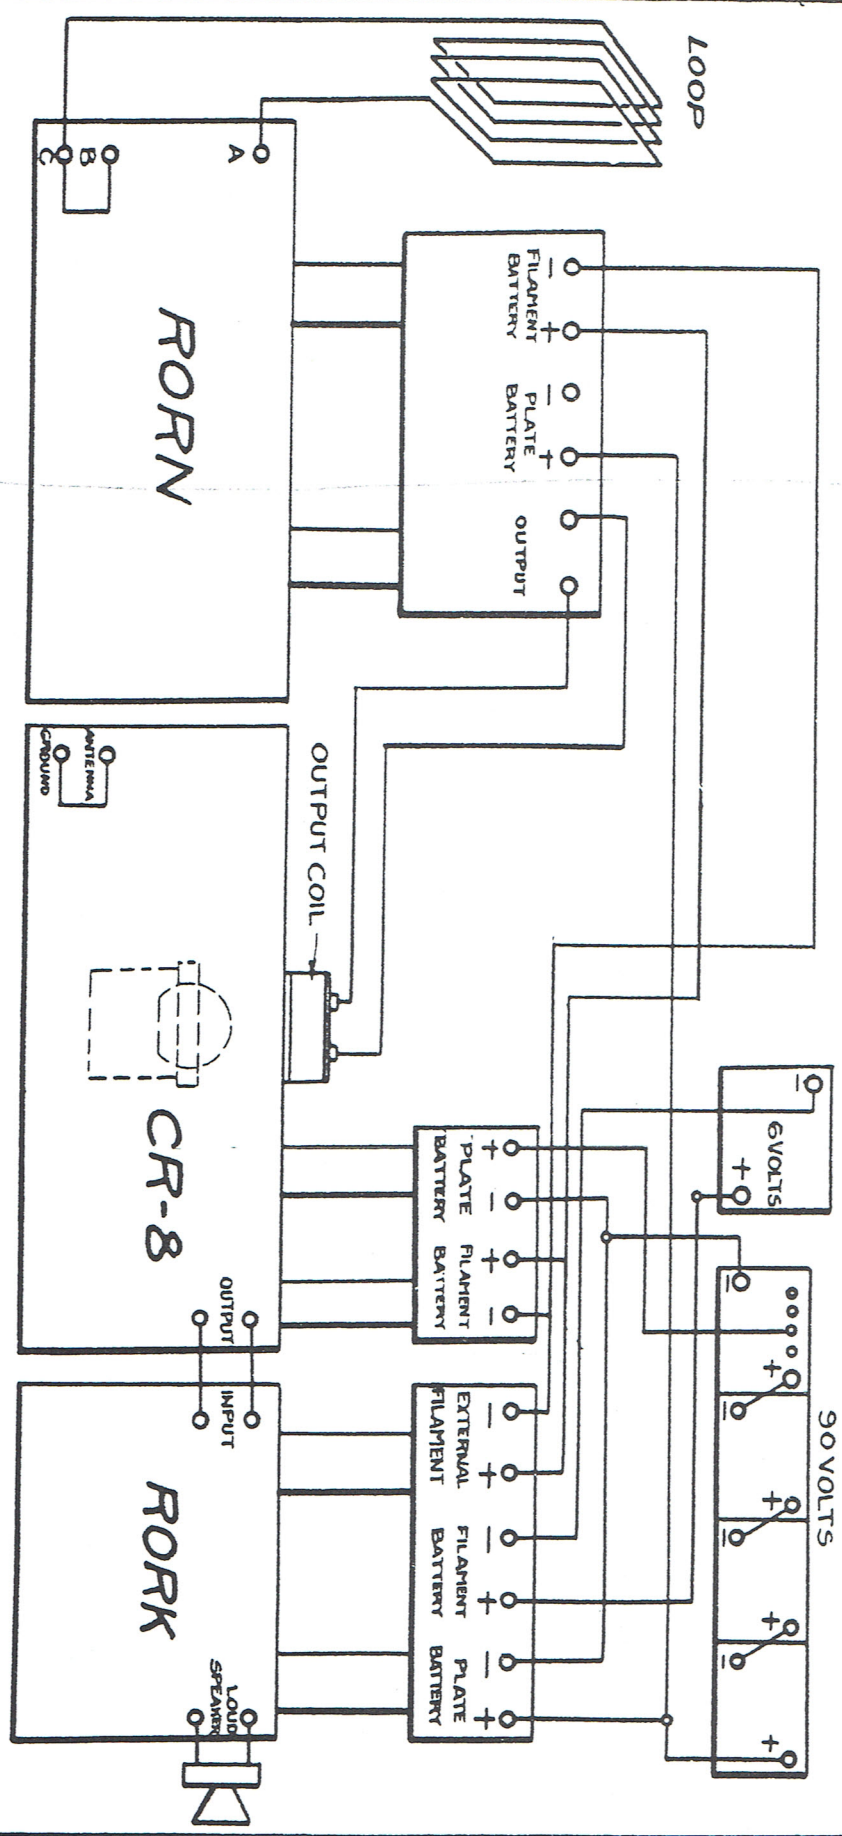 LOOP
A
B
C
RORN
− FILAMENT +
BATTERY
− PLATE +
BATTERY
OUTPUT
ANTENNA
GROUND
OUTPUT COIL
CR-8
OUTPUT
+ PLATE −
BATTERY
+ FILAMENT −
BATTERY
− 6 VOLTS +
90 VOLTS
− +
− +
− +
− +
INPUT
− EXTERNAL +
FILAMENT
− FILAMENT +
BATTERY
− PLATE +
BATTERY
RORK
LOUD
SPEAKER